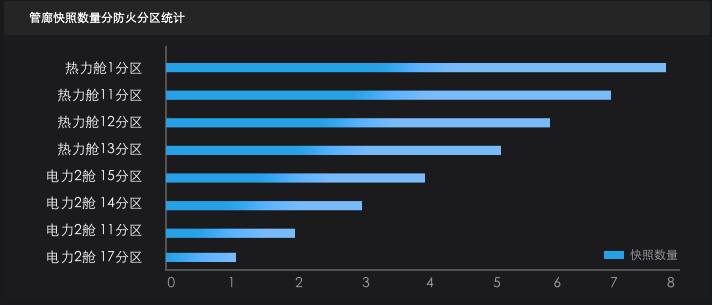 管廊快照数量分防火分区统计
热力舱1分区
热力舱11分区
热力舱12分区
热力舱13分区
电力2舱 15分区
电力2舱 14分区
电力2舱 11分区
电力2舱 17分区
快照数量
0 1 2 3 4 5 6 7 8